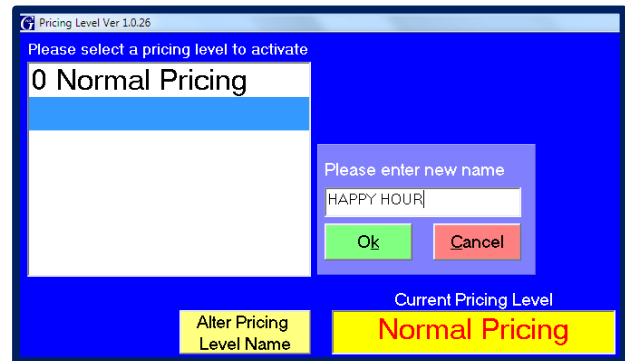 Pricing Level Ver 1.0.26
Please select a pricing level to activate
0 Normal Pricing
Please enter new name
HAPPY HOUR
Ok
Cancel
Current Pricing Level
Alter Pricing
Level Name
Normal Pricing